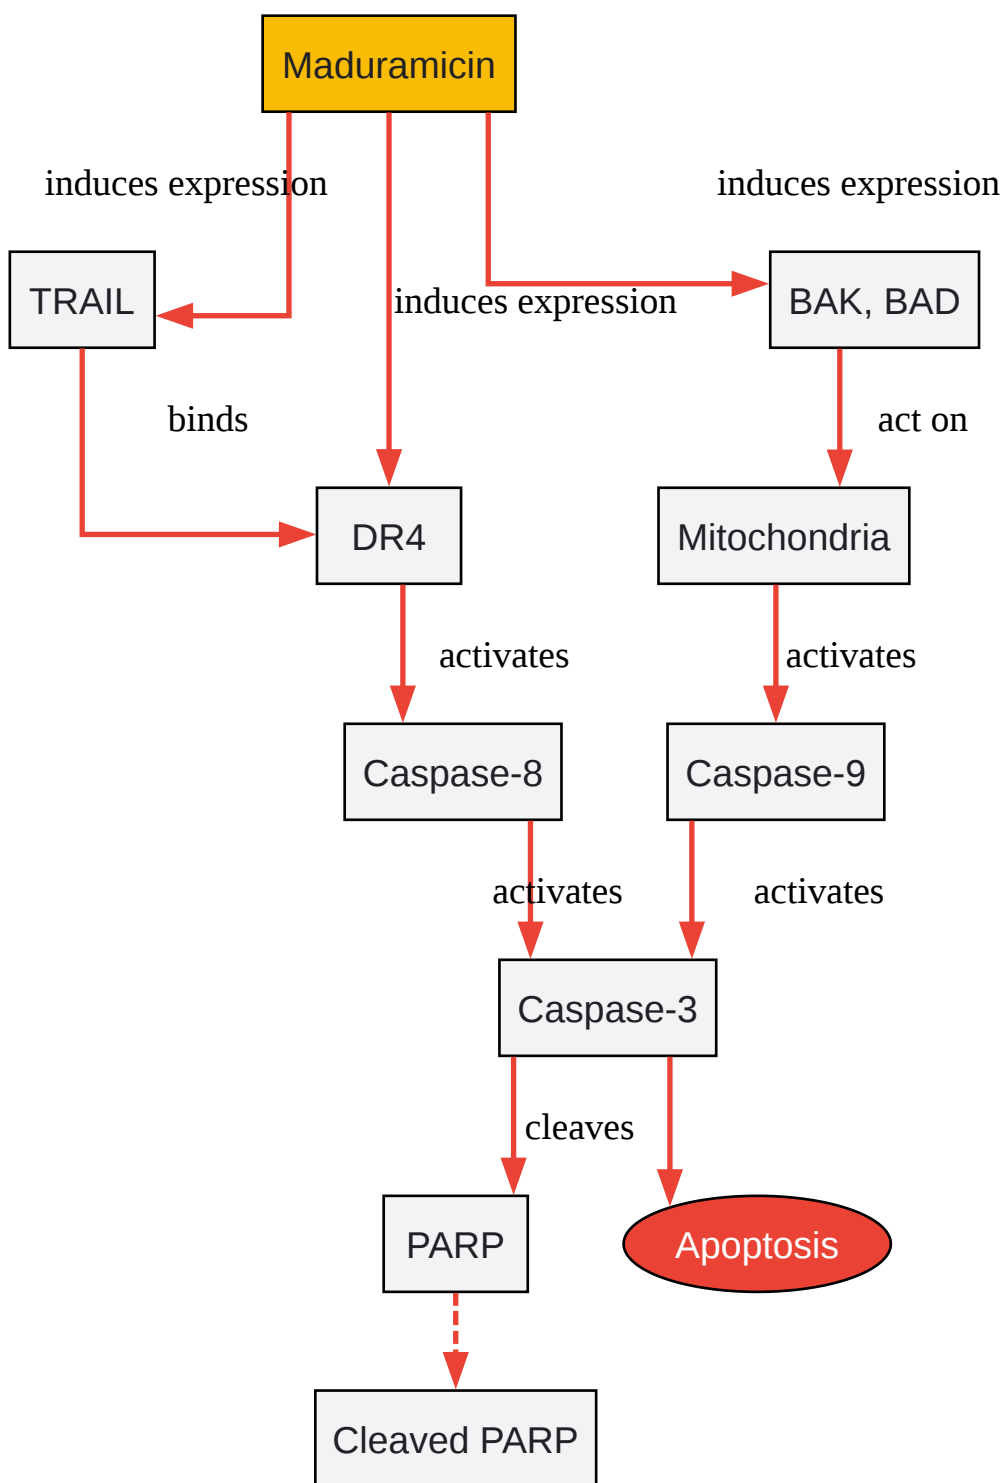 Maduramicin
induces expression
induces expression
TRAIL
induces expression
BAK, BAD
binds
act on
DR4
Mitochondria
activates
activates
Caspase-8
Caspase-9
activates
activates
Caspase-3
cleaves
PARP
Apoptosis
Cleaved PARP